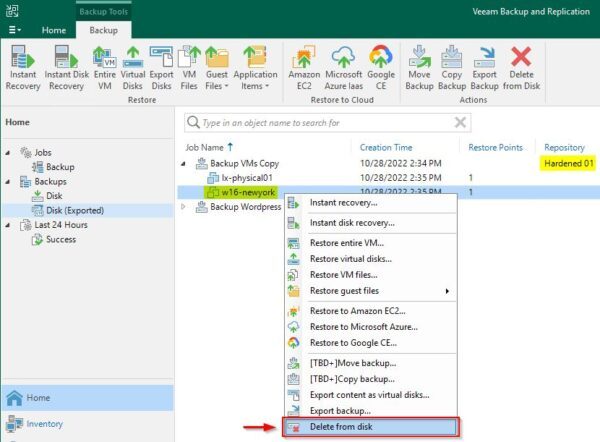 Backup Tools
Veeam Backup and Replication
Home
Backup
Instant Recovery
Instant Disk Recovery
Entire VM
Virtual Disks
Export Disks
VM Files
Guest Files
Application Items
Amazon EC2
Microsoft Azure Iaas
Google CE
Move Backup
Copy Backup
Export Backup
Delete from Disk
Restore
Restore to Cloud
Actions
Home
Jobs
Backup
Backups
Disk
Disk (Exported)
Last 24 Hours
Success
Type in an object name to search for
Job Name Creation Time Restore Points Repository
Backup VMs Copy 10/28/2022 2:34 PM Hardened 01
lx-physical01 10/28/2022 2:35 PM 1
w16-newyork 10/28/2022 2:35 PM 1
Backup Wordpress
Instant recovery...
Instant disk recovery...
Restore entire VM...
Restore virtual disks...
Restore VM files...
Restore guest files
Restore to Amazon EC2...
Restore to Microsoft Azure...
Restore to Google CE...
[TBD+]Move backup...
[TBD+]Copy backup...
Export content as virtual disks...
Export backup...
Delete from disk
Home
Inventory